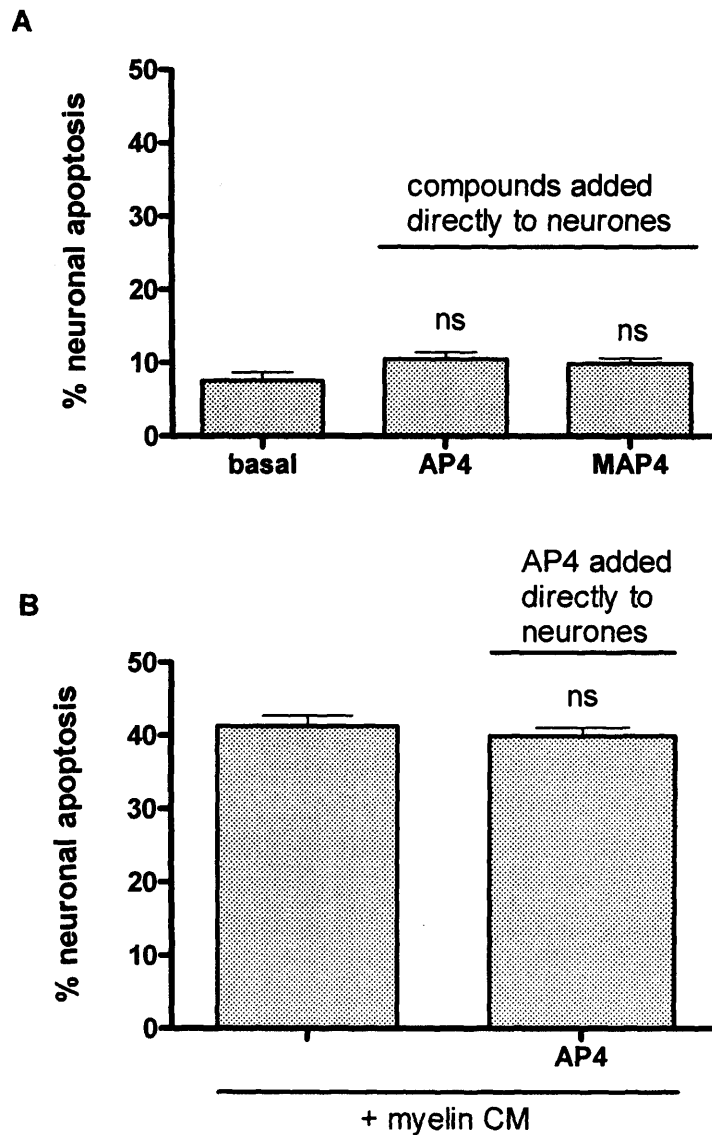 A
50
40
30
20
10
0
% neuronal apoptosis
compounds added
directly to neurones
ns
ns
basal
AP4
MAP4
B
AP4 added
directly to
neurones
50
40
30
20
10
0
% neuronal apoptosis
ns
AP4
+ myelin CM